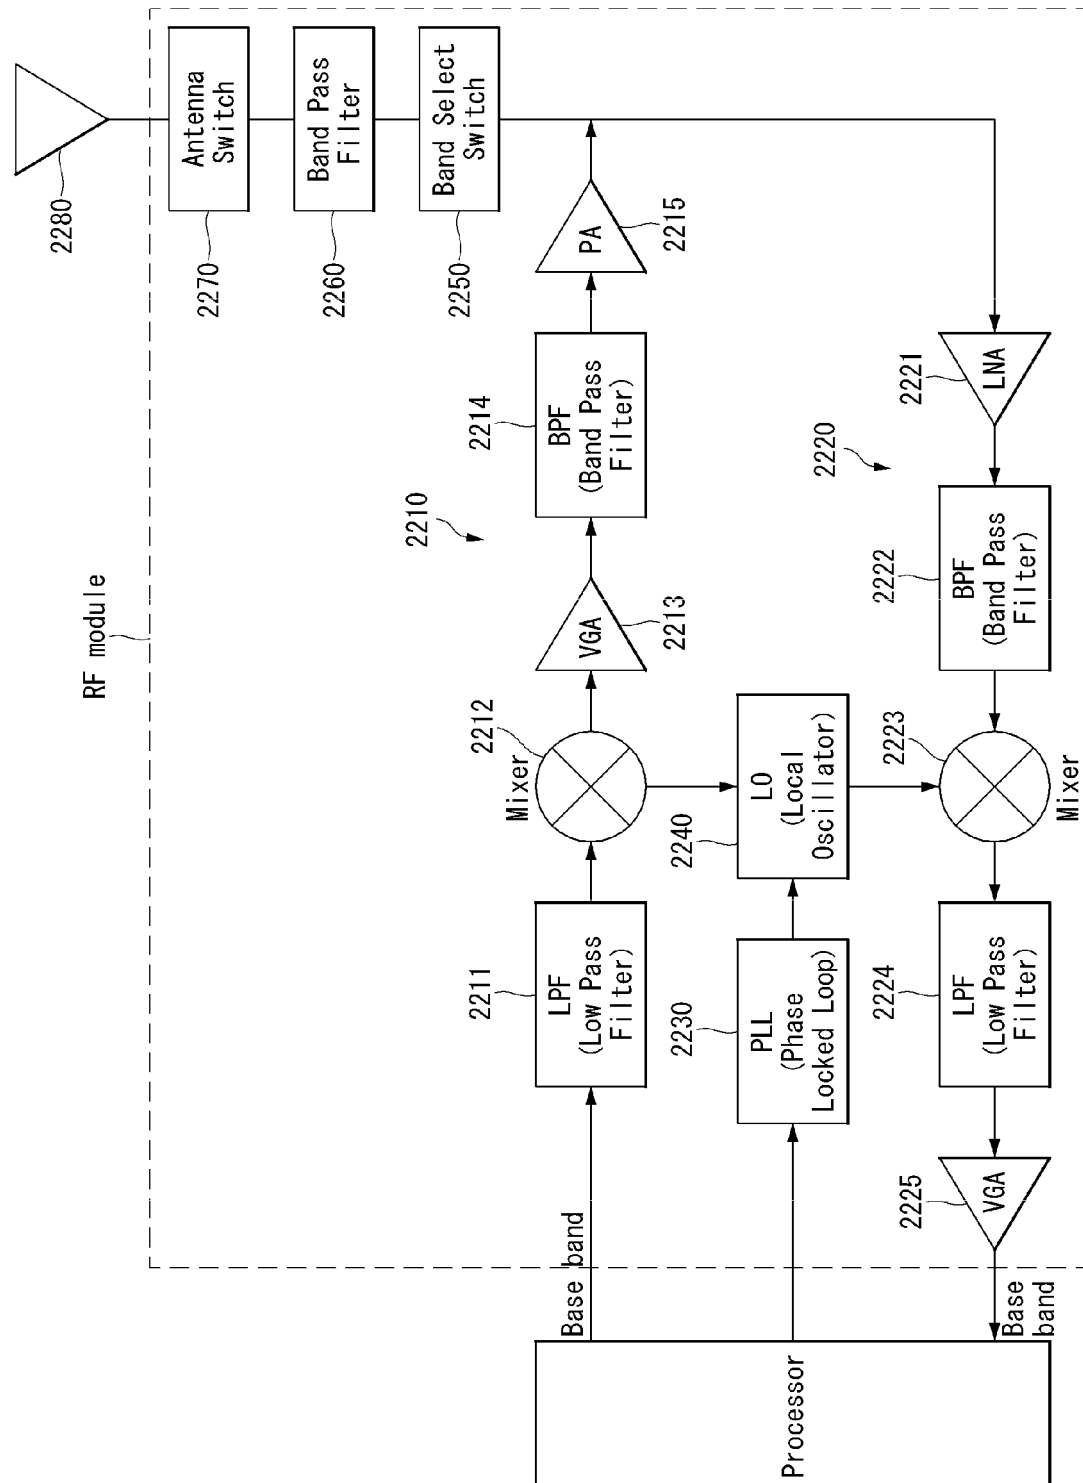 RF module
2280
Antenna
Switch
2270
Band Pass
Filter
2260
Band Select
Switch
2250
2210
Base band
LPF
(Low Pass
Filter)
2211
Mixer
2212
VGA
2213
BPF
(Band Pass
Filter)
2214
PA
2215
Processor
PLL
(Phase
Locked Loop)
2230
LO
(Local
Oscillator)
2240
2220
LNA
2221
BPF
(Band Pass
Filter)
2222
Mixer
2223
LPF
(Low Pass
Filter)
2224
VGA
2225
Base
band